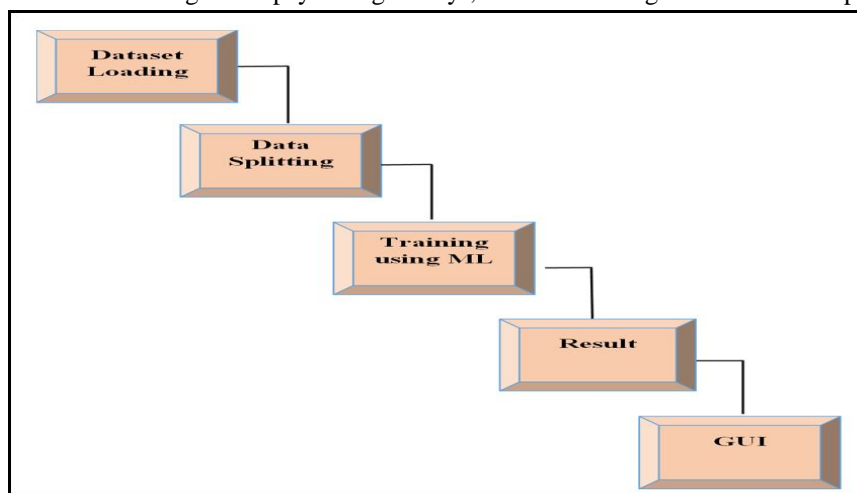 Dataset
Loading
Data
Splitting
Training
using ML
Result
GUI